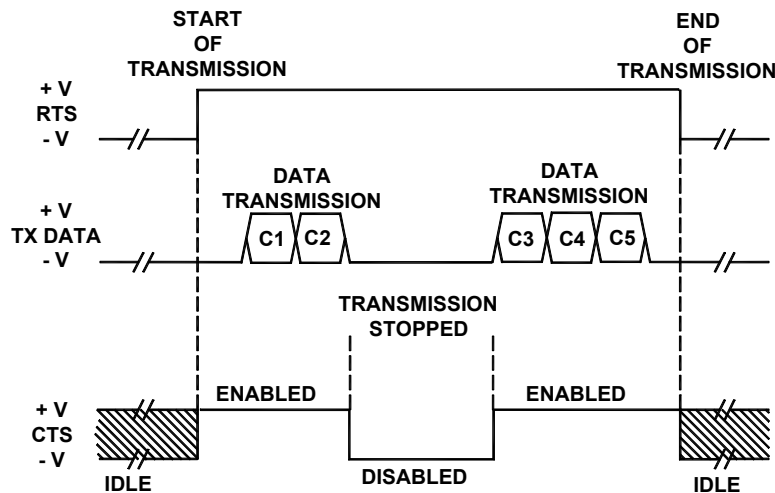 START
OF
TRANSMISSION
END
OF
TRANSMISSION
+ V
RTS
- V
DATA
TRANSMISSION
DATA
TRANSMISSION
+ V
TX DATA
- V
C1
C2
C3
C4
C5
TRANSMISSION
STOPPED
ENABLED
ENABLED
+ V
CTS
- V
IDLE
DISABLED
IDLE